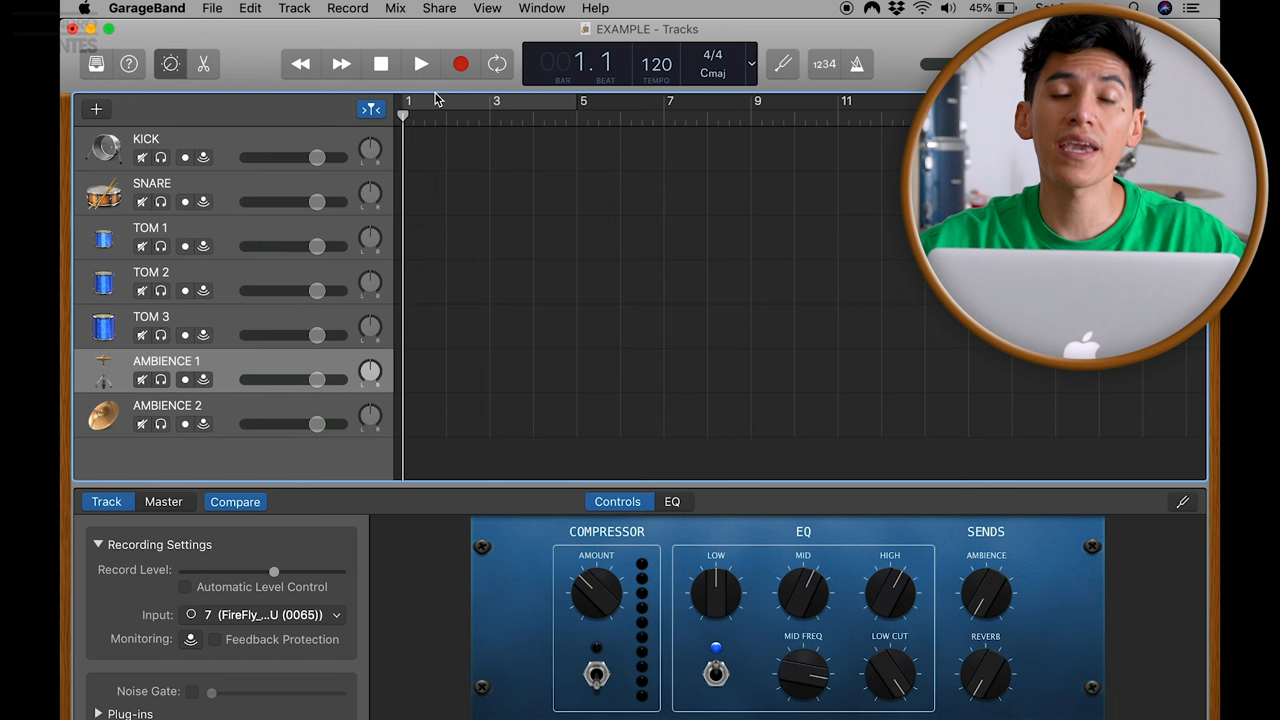 GarageBand File Edit Track Record Mix Share View Window Help 45%
NTES
EXAMPLE - Tracks
1.1 120 4/4 Cmaj 1234
BAR BEAT TEMPO
1 3 5 7 9 11
KICK
SNARE
TOM 1
TOM 2
TOM 3
AMBIENCE 1
AMBIENCE 2
L R
L R
L R
L R
L R
L R
L R
Track Master Compare Controls EQ
Recording Settings
Record Level:
Automatic Level Control
Input: 7 (FireFly_...U (0065))
Monitoring: Feedback Protection
Noise Gate:
Plug-ins
COMPRESSOR EQ SENDS
AMOUNT LOW MID HIGH AMBIENCE
MID FREQ LOW CUT REVERB